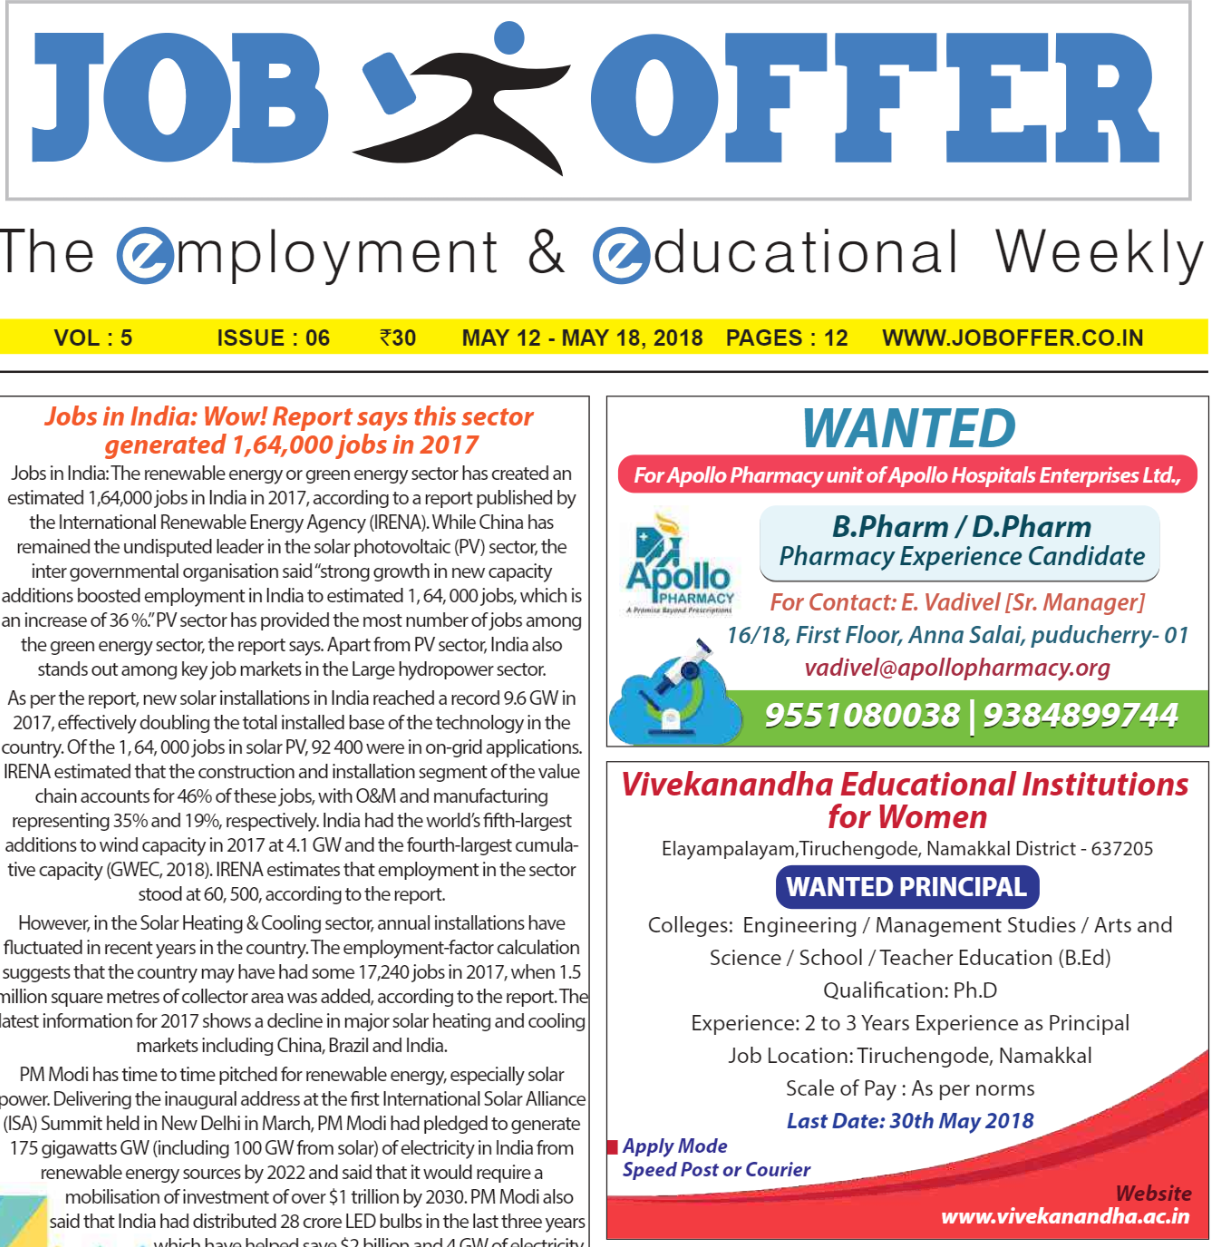 JOB OFFER
The employment & educational Weekly
VOL : 5 ISSUE : 06 ₹30 MAY 12 - MAY 18, 2018 PAGES : 12 WWW.JOBOFFER.CO.IN
Jobs in India: Wow! Report says this sector
generated 1,64,000 jobs in 2017
Jobs in India: The renewable energy or green energy sector has created an
estimated 1,64,000 jobs in India in 2017, according to a report published by
the International Renewable Energy Agency (IRENA). While China has
remained the undisputed leader in the solar photovoltaic (PV) sector, the
inter governmental organisation said “strong growth in new capacity
additions boosted employment in India to estimated 1, 64, 000 jobs, which is
an increase of 36 %.” PV sector has provided the most number of jobs among
the green energy sector, the report says. Apart from PV sector, India also
stands out among key job markets in the Large hydropower sector.
As per the report, new solar installations in India reached a record 9.6 GW in
2017, effectively doubling the total installed base of the technology in the
country. Of the 1, 64, 000 jobs in solar PV, 92 400 were in on-grid applications.
IRENA estimated that the construction and installation segment of the value
chain accounts for 46% of these jobs, with O&M and manufacturing
representing 35% and 19%, respectively. India had the world’s fifth-largest
additions to wind capacity in 2017 at 4.1 GW and the fourth-largest cumula-
tive capacity (GWEC, 2018). IRENA estimates that employment in the sector
stood at 60, 500, according to the report.
However, in the Solar Heating & Cooling sector, annual installations have
fluctuated in recent years in the country. The employment-factor calculation
suggests that the country may have had some 17,240 jobs in 2017, when 1.5
million square metres of collector area was added, according to the report. The
latest information for 2017 shows a decline in major solar heating and cooling
markets including China, Brazil and India.
PM Modi has time to time pitched for renewable energy, especially solar
power. Delivering the inaugural address at the first International Solar Alliance
(ISA) Summit held in New Delhi in March, PM Modi had pledged to generate
175 gigawatts GW (including 100 GW from solar) of electricity in India from
renewable energy sources by 2022 and said that it would require a
mobilisation of investment of over $1 trillion by 2030. PM Modi also
said that India had distributed 28 crore LED bulbs in the last three years
which have helped save $2 billion and 4 GW of electricity
WANTED
For Apollo Pharmacy unit of Apollo Hospitals Enterprises Ltd.,
Apollo
PHARMACY
A Promise Beyond Prescriptions
B.Pharm / D.Pharm
Pharmacy Experience Candidate
For Contact: E. Vadivel [Sr. Manager]
16/18, First Floor, Anna Salai, puducherry- 01
vadivel@apollopharmacy.org
9551080038 | 9384899744
Vivekanandha Educational Institutions
for Women
Elayampalayam,Tiruchengode, Namakkal District - 637205
WANTED PRINCIPAL
Colleges: Engineering / Management Studies / Arts and
Science / School / Teacher Education (B.Ed)
Qualification: Ph.D
Experience: 2 to 3 Years Experience as Principal
Job Location: Tiruchengode, Namakkal
Scale of Pay : As per norms
Last Date: 30th May 2018
Apply Mode
Speed Post or Courier
Website
www.vivekanandha.ac.in